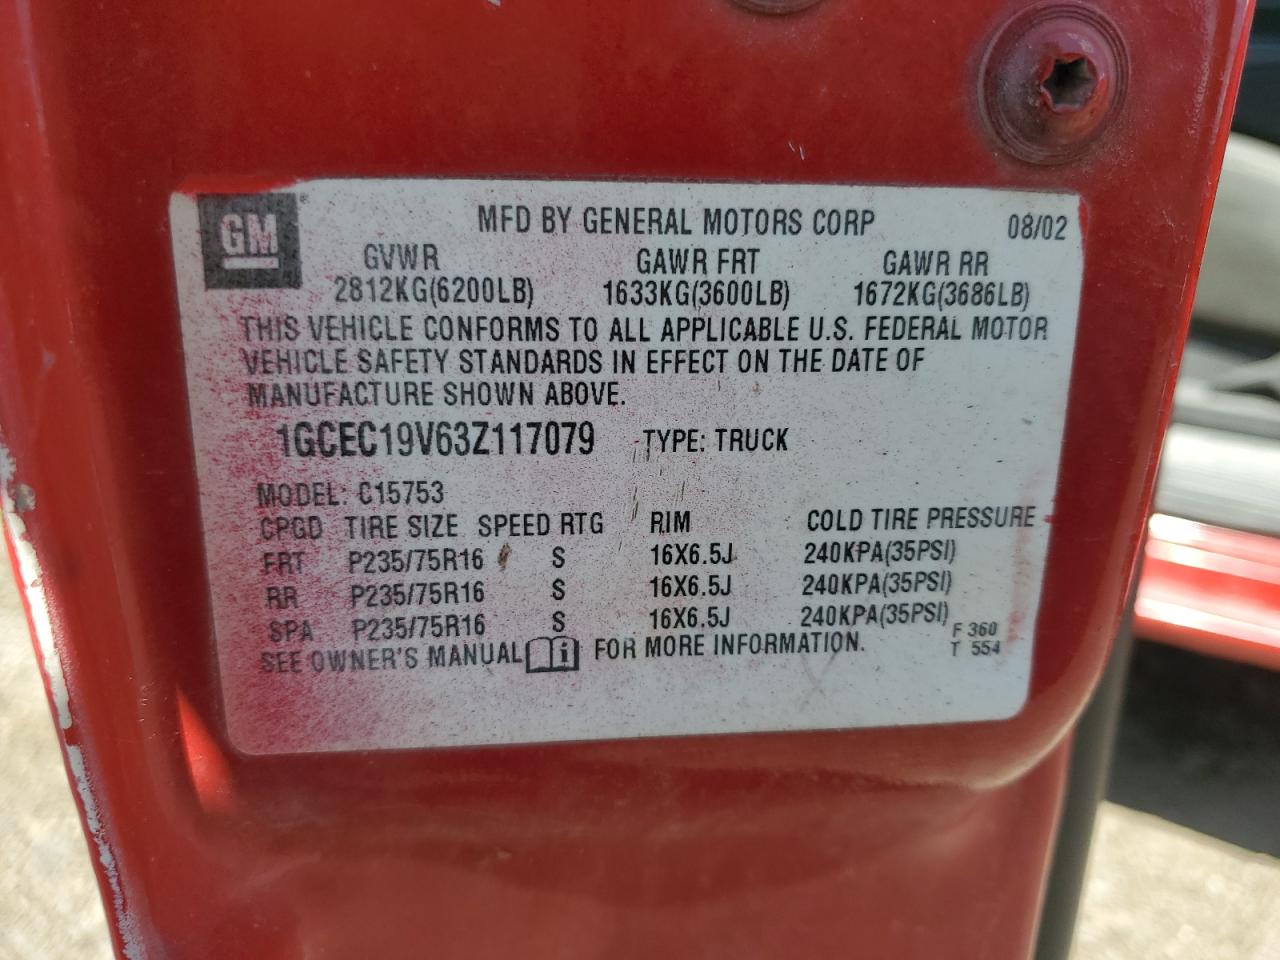 GM®
MFD BY GENERAL MOTORS CORP 08/02
GVWR GAWR FRT GAWR RR
2812KG(6200LB) 1633KG(3600LB) 1672KG(3686LB)
THIS VEHICLE CONFORMS TO ALL APPLICABLE U.S. FEDERAL MOTOR
VEHICLE SAFETY STANDARDS IN EFFECT ON THE DATE OF
MANUFACTURE SHOWN ABOVE.
1GCEC19V63Z117079 TYPE: TRUCK
MODEL: C15753
CPGD TIRE SIZE SPEED RTG RIM COLD TIRE PRESSURE
FRT P235/75R16 S 16X6.5J 240KPA(35PSI)
RR P235/75R16 S 16X6.5J 240KPA(35PSI)
SPA P235/75R16 S 16X6.5J 240KPA(35PSI)
SEE OWNER'S MANUAL i FOR MORE INFORMATION.
F 360
T 554